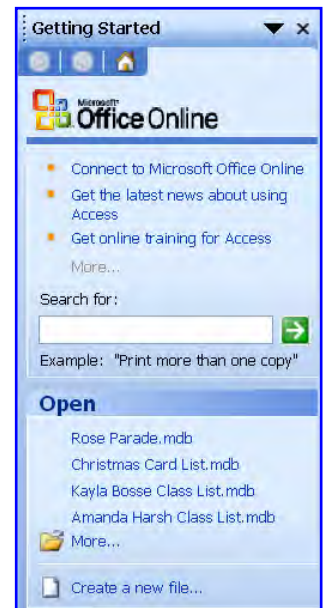 Getting Started
Microsoft
Office Online
Connect to Microsoft Office Online
Get the latest news about using
Access
Get online training for Access
More...
Search for:
Example: "Print more than one copy"
Open
Rose Parade.mdb
Christmas Card List.mdb
Kayla Bosse Class List.mdb
Amanda Harsh Class List.mdb
More...
Create a new file...